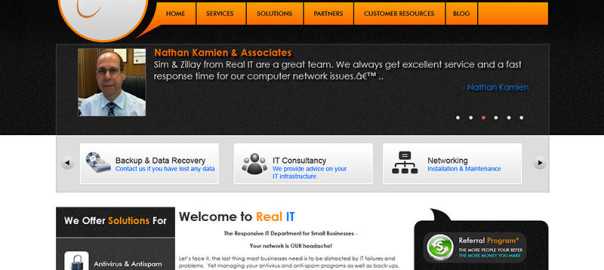 HOME SERVICES SOLUTIONS PARTNERS CUSTOMER RESOURCES BLOG
Nathan Kamien & Associates
Sim & Zillay from Real IT are a great team. We always get excellent service and a fast
response time for our computer network issues.â€™ ..
- Nathan Kamien
Backup & Data Recovery
Contact us if you have lost any data
IT Consultancy
We provide advice on your
IT infrastructure
Networking
Installation & Maintenance
We Offer Solutions For
Antivirus & Antispam
Welcome to Real IT
The Responsive IT Department for Small Businesses -
Your network is OUR headache!
Let's face it, the last thing most businesses need is to be distracted by IT failures and
problems. Yet managing your antivirus and anti-spam programs as well as back-ups,
Referral Program*
THE MORE PEOPLE YOUR REFER
THE MORE MONEY YOU MAKE